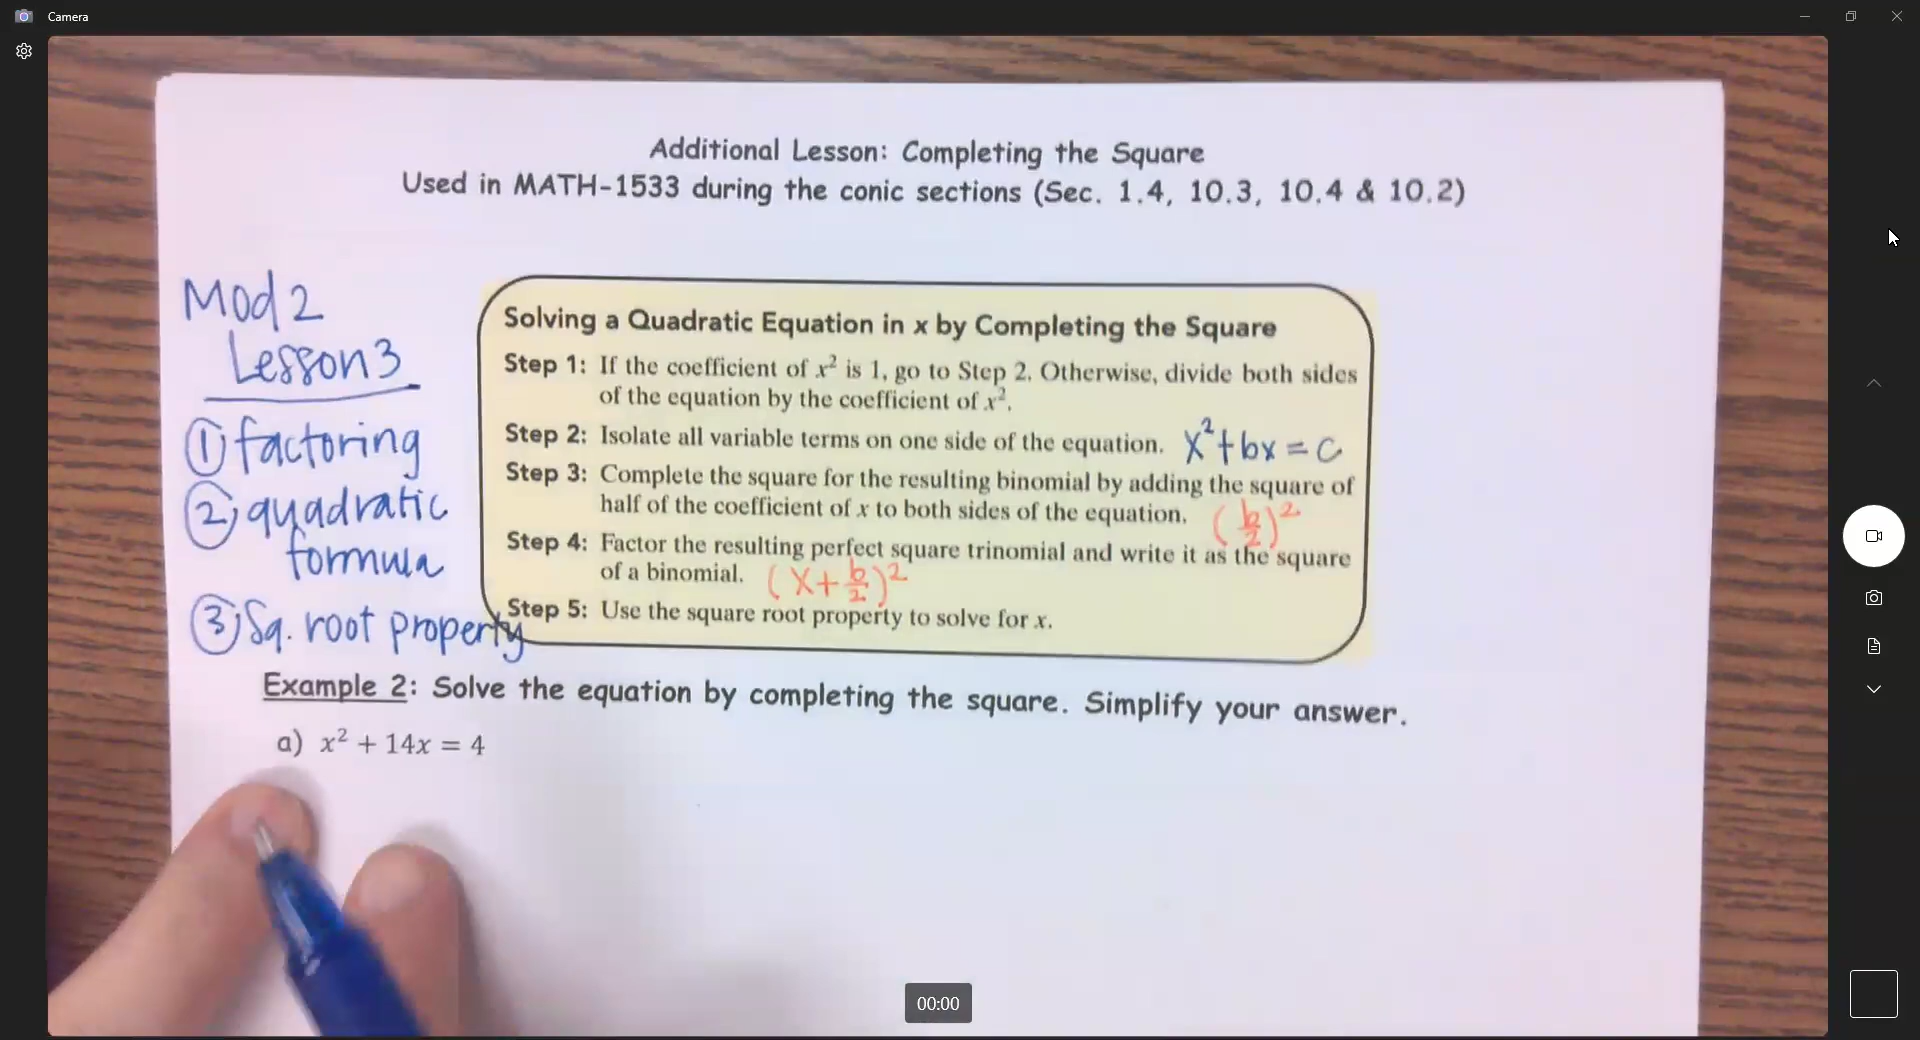 Camera
Additional Lesson: Completing the Square
Used in MATH-1533 during the conic sections (Sec. 1.4, 10.3, 10.4 & 10.2)
Mod 2
Lesson 3
① factoring
② quadratic
formula
③ Sq. root property
Solving a Quadratic Equation in x by Completing the Square
Step 1: If the coefficient of x² is 1, go to Step 2. Otherwise, divide both sides
of the equation by the coefficient of x².
Step 2: Isolate all variable terms on one side of the equation. x² + bx = c
Step 3: Complete the square for the resulting binomial by adding the square of
half of the coefficient of x to both sides of the equation. (b/2)²
Step 4: Factor the resulting perfect square trinomial and write it as the square
of a binomial. (x + b/2)²
Step 5: Use the square root property to solve for x.
Example 2: Solve the equation by completing the square. Simplify your answer.
a) x² + 14x = 4
00:00